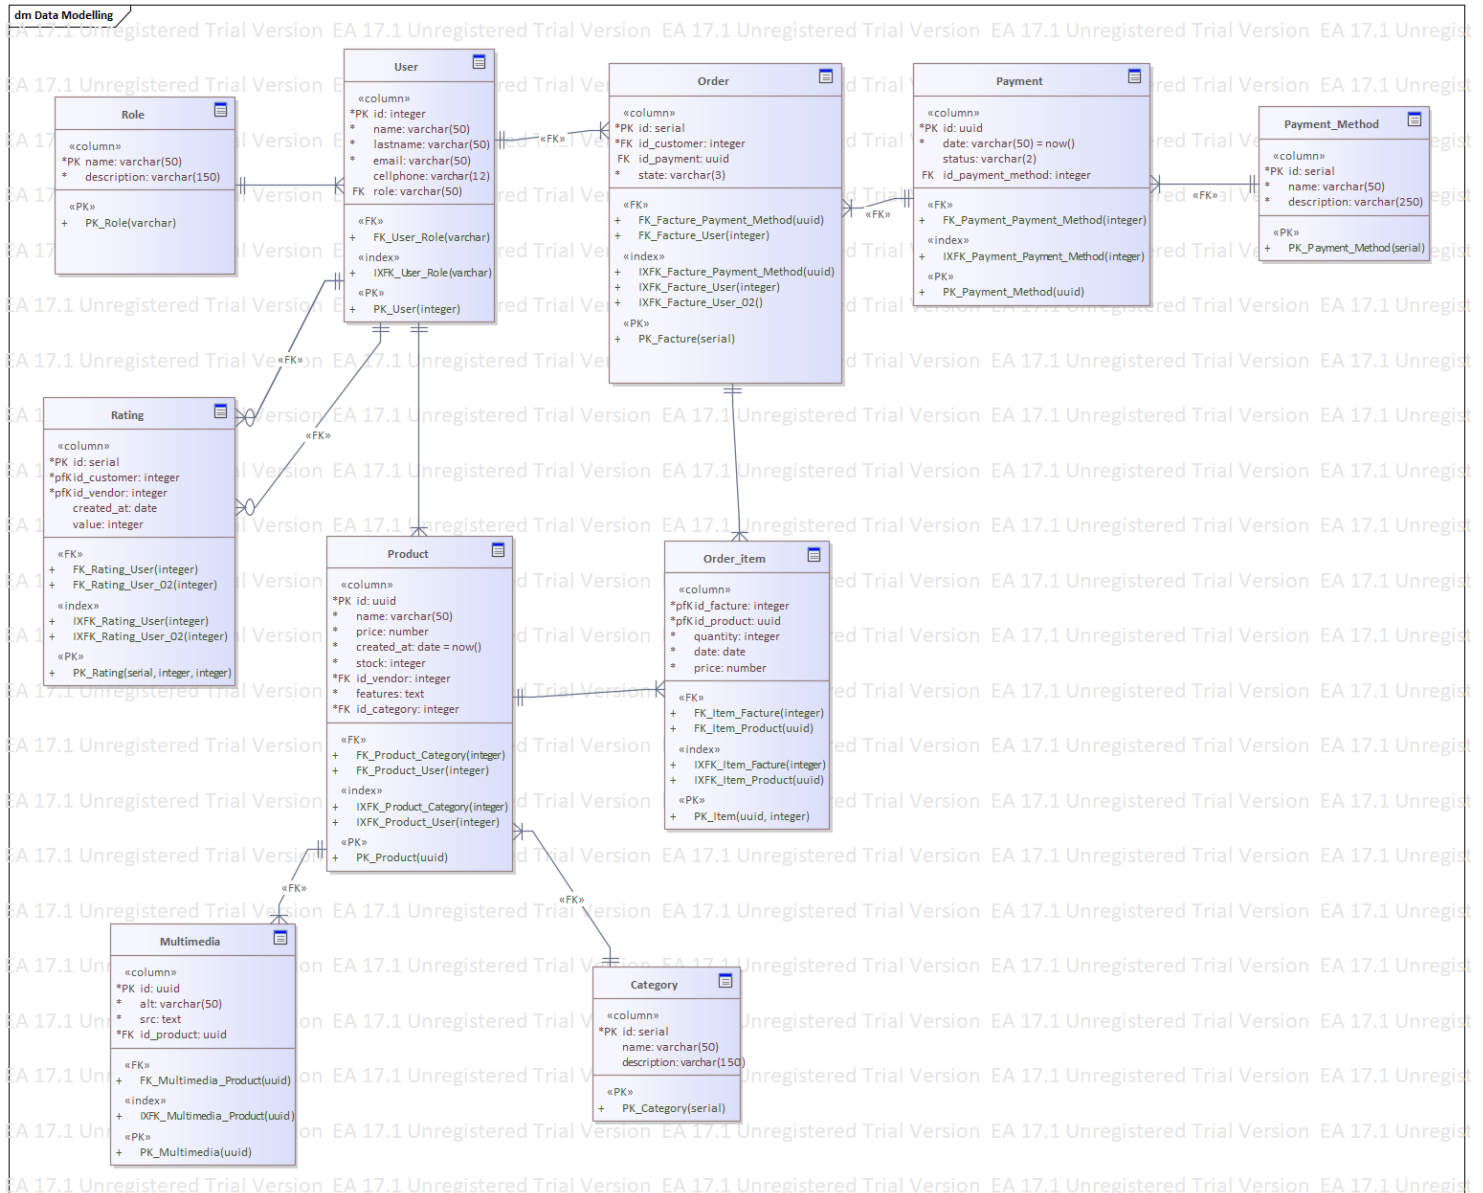 dm Data Modelling
Role
«column»
*PK name: varchar(50)
* description: varchar(150)
«PK»
+ PK_Role(varchar)
User
«column»
*PK id: integer
* name: varchar(50)
* lastname: varchar(50)
* email: varchar(50)
cellphone: varchar(12)
FK role: varchar(50)
«FK»
+ FK_User_Role(varchar)
«index»
+ IXFK_User_Role(varchar)
«PK»
+ PK_User(integer)
«FK»
Order
«column»
*PK id: serial
*FK id_customer: integer
FK id_payment: uuid
* state: varchar(3)
«FK»
+ FK_Facture_Payment_Method(uuid)
+ FK_Facture_User(integer)
«index»
+ IXFK_Facture_Payment_Method(uuid)
+ IXFK_Facture_User(integer)
+ IXFK_Facture_User_02()
«PK»
+ PK_Facture(serial)
«FK»
Payment
«column»
*PK id: uuid
* date: varchar(50) = now()
status: varchar(2)
FK id_payment_method: integer
«FK»
+ FK_Payment_Payment_Method(integer)
«index»
+ IXFK_Payment_Payment_Method(integer)
«PK»
+ PK_Payment_Method(uuid)
«FK»
Payment_Method
«column»
*PK id: serial
* name: varchar(50)
* description: varchar(250)
«PK»
+ PK_Payment_Method(serial)
«FK»
«FK»
Rating
«column»
*PK id: serial
*pfK id_customer: integer
*pfK id_vendor: integer
created_at: date
value: integer
«FK»
+ FK_Rating_User(integer)
+ FK_Rating_User_02(integer)
«index»
+ IXFK_Rating_User(integer)
+ IXFK_Rating_User_02(integer)
«PK»
+ PK_Rating(serial, integer, integer)
Product
«column»
*PK id: uuid
* name: varchar(50)
* price: number
* created_at: date = now()
* stock: integer
*FK id_vendor: integer
* features: text
*FK id_category: integer
«FK»
+ FK_Product_Category(integer)
+ FK_Product_User(integer)
«index»
+ IXFK_Product_Category(integer)
+ IXFK_Product_User(integer)
«PK»
+ PK_Product(uuid)
Order_item
«column»
*pfK id_facture: integer
*pfK id_product: uuid
* quantity: integer
* date: date
* price: number
«FK»
+ FK_Item_Facture(integer)
+ FK_Item_Product(uuid)
«index»
+ IXFK_Item_Facture(integer)
+ IXFK_Item_Product(uuid)
«PK»
+ PK_Item(uuid, integer)
«FK»
«FK»
Multimedia
«column»
*PK id: uuid
* alt: varchar(50)
* src: text
*FK id_product: uuid
«FK»
+ FK_Multimedia_Product(uuid)
«index»
+ IXFK_Multimedia_Product(uuid)
«PK»
+ PK_Multimedia(uuid)
Category
«column»
*PK id: serial
name: varchar(50)
description: varchar(150)
«PK»
+ PK_Category(serial)
EA 17.1 Unregistered Trial Version